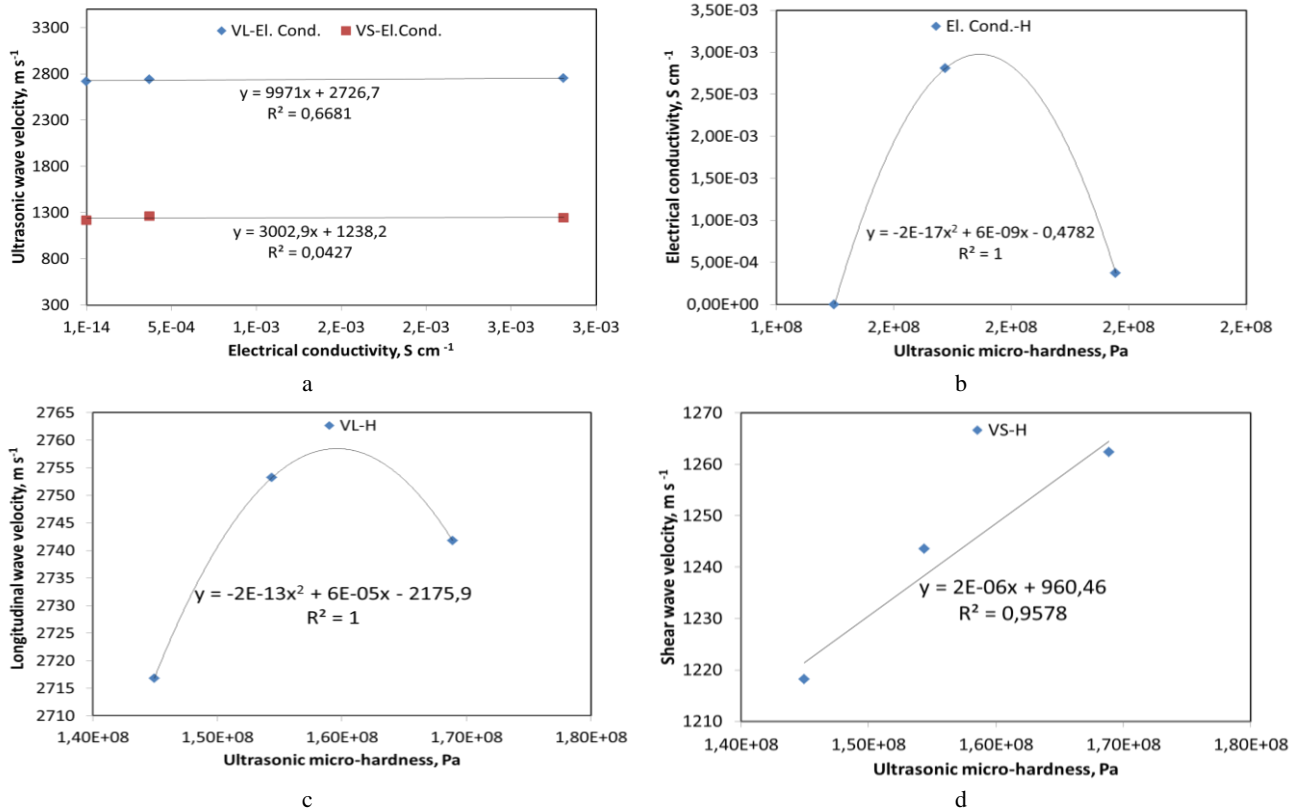 VL-El. Cond. VS-El.Cond.
Ultrasonic wave velocity, m s⁻¹
3300
2800
2300
1800
1300
800
300
y = 9971x + 2726,7
R² = 0,6681
y = 3002,9x + 1238,2
R² = 0,0427
1,E-14 5,E-04 1,E-03 2,E-03 2,E-03 3,E-03 3,E-03
Electrical conductivity, S cm ⁻¹
a
El. Cond.-H
Electrical conductivity, S cm⁻¹
3,50E-03
3,00E-03
2,50E-03
2,00E-03
1,50E-03
1,00E-03
5,00E-04
0,00E+00
y = -2E-17x² + 6E-09x - 0,4782
R² = 1
1,E+08 2,E+08 2,E+08 2,E+08 2,E+08
Ultrasonic micro-hardness, Pa
b
VL-H
Longitudinal wave velocity, m s⁻¹
2765
2760
2755
2750
2745
2740
2735
2730
2725
2720
2715
2710
y = -2E-13x² + 6E-05x - 2175,9
R² = 1
1,40E+08 1,50E+08 1,60E+08 1,70E+08 1,80E+08
Ultrasonic micro-hardness, Pa
c
VS-H
Shear wave velocity, m s⁻¹
1270
1260
1250
1240
1230
1220
1210
y = 2E-06x + 960,46
R² = 0,9578
1,40E+08 1,50E+08 1,60E+08 1,70E+08 1,80E+08
Ultrasonic micro-hardness, Pa
d